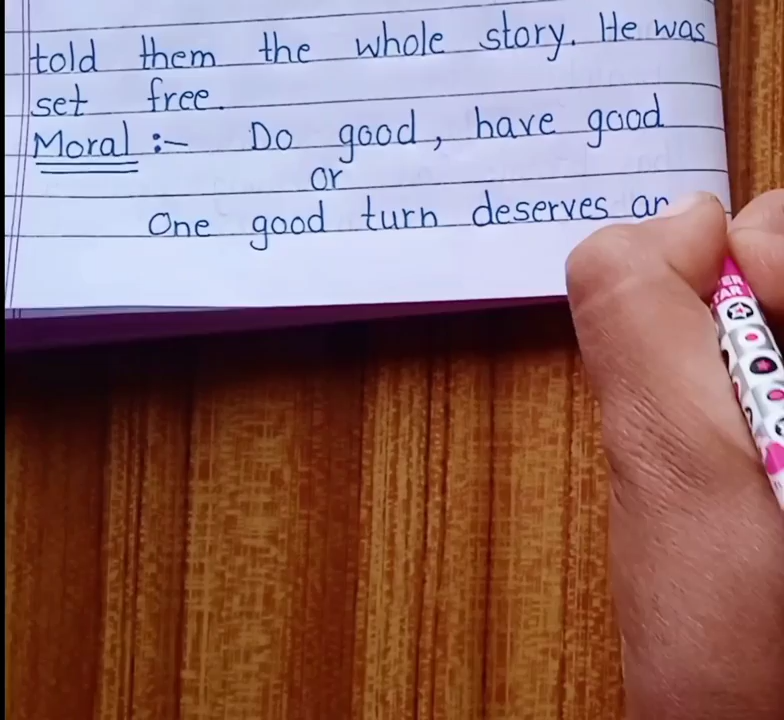 told them the whole story. He was
set free.
Moral :- Do good, have good
or
One good turn deserves an